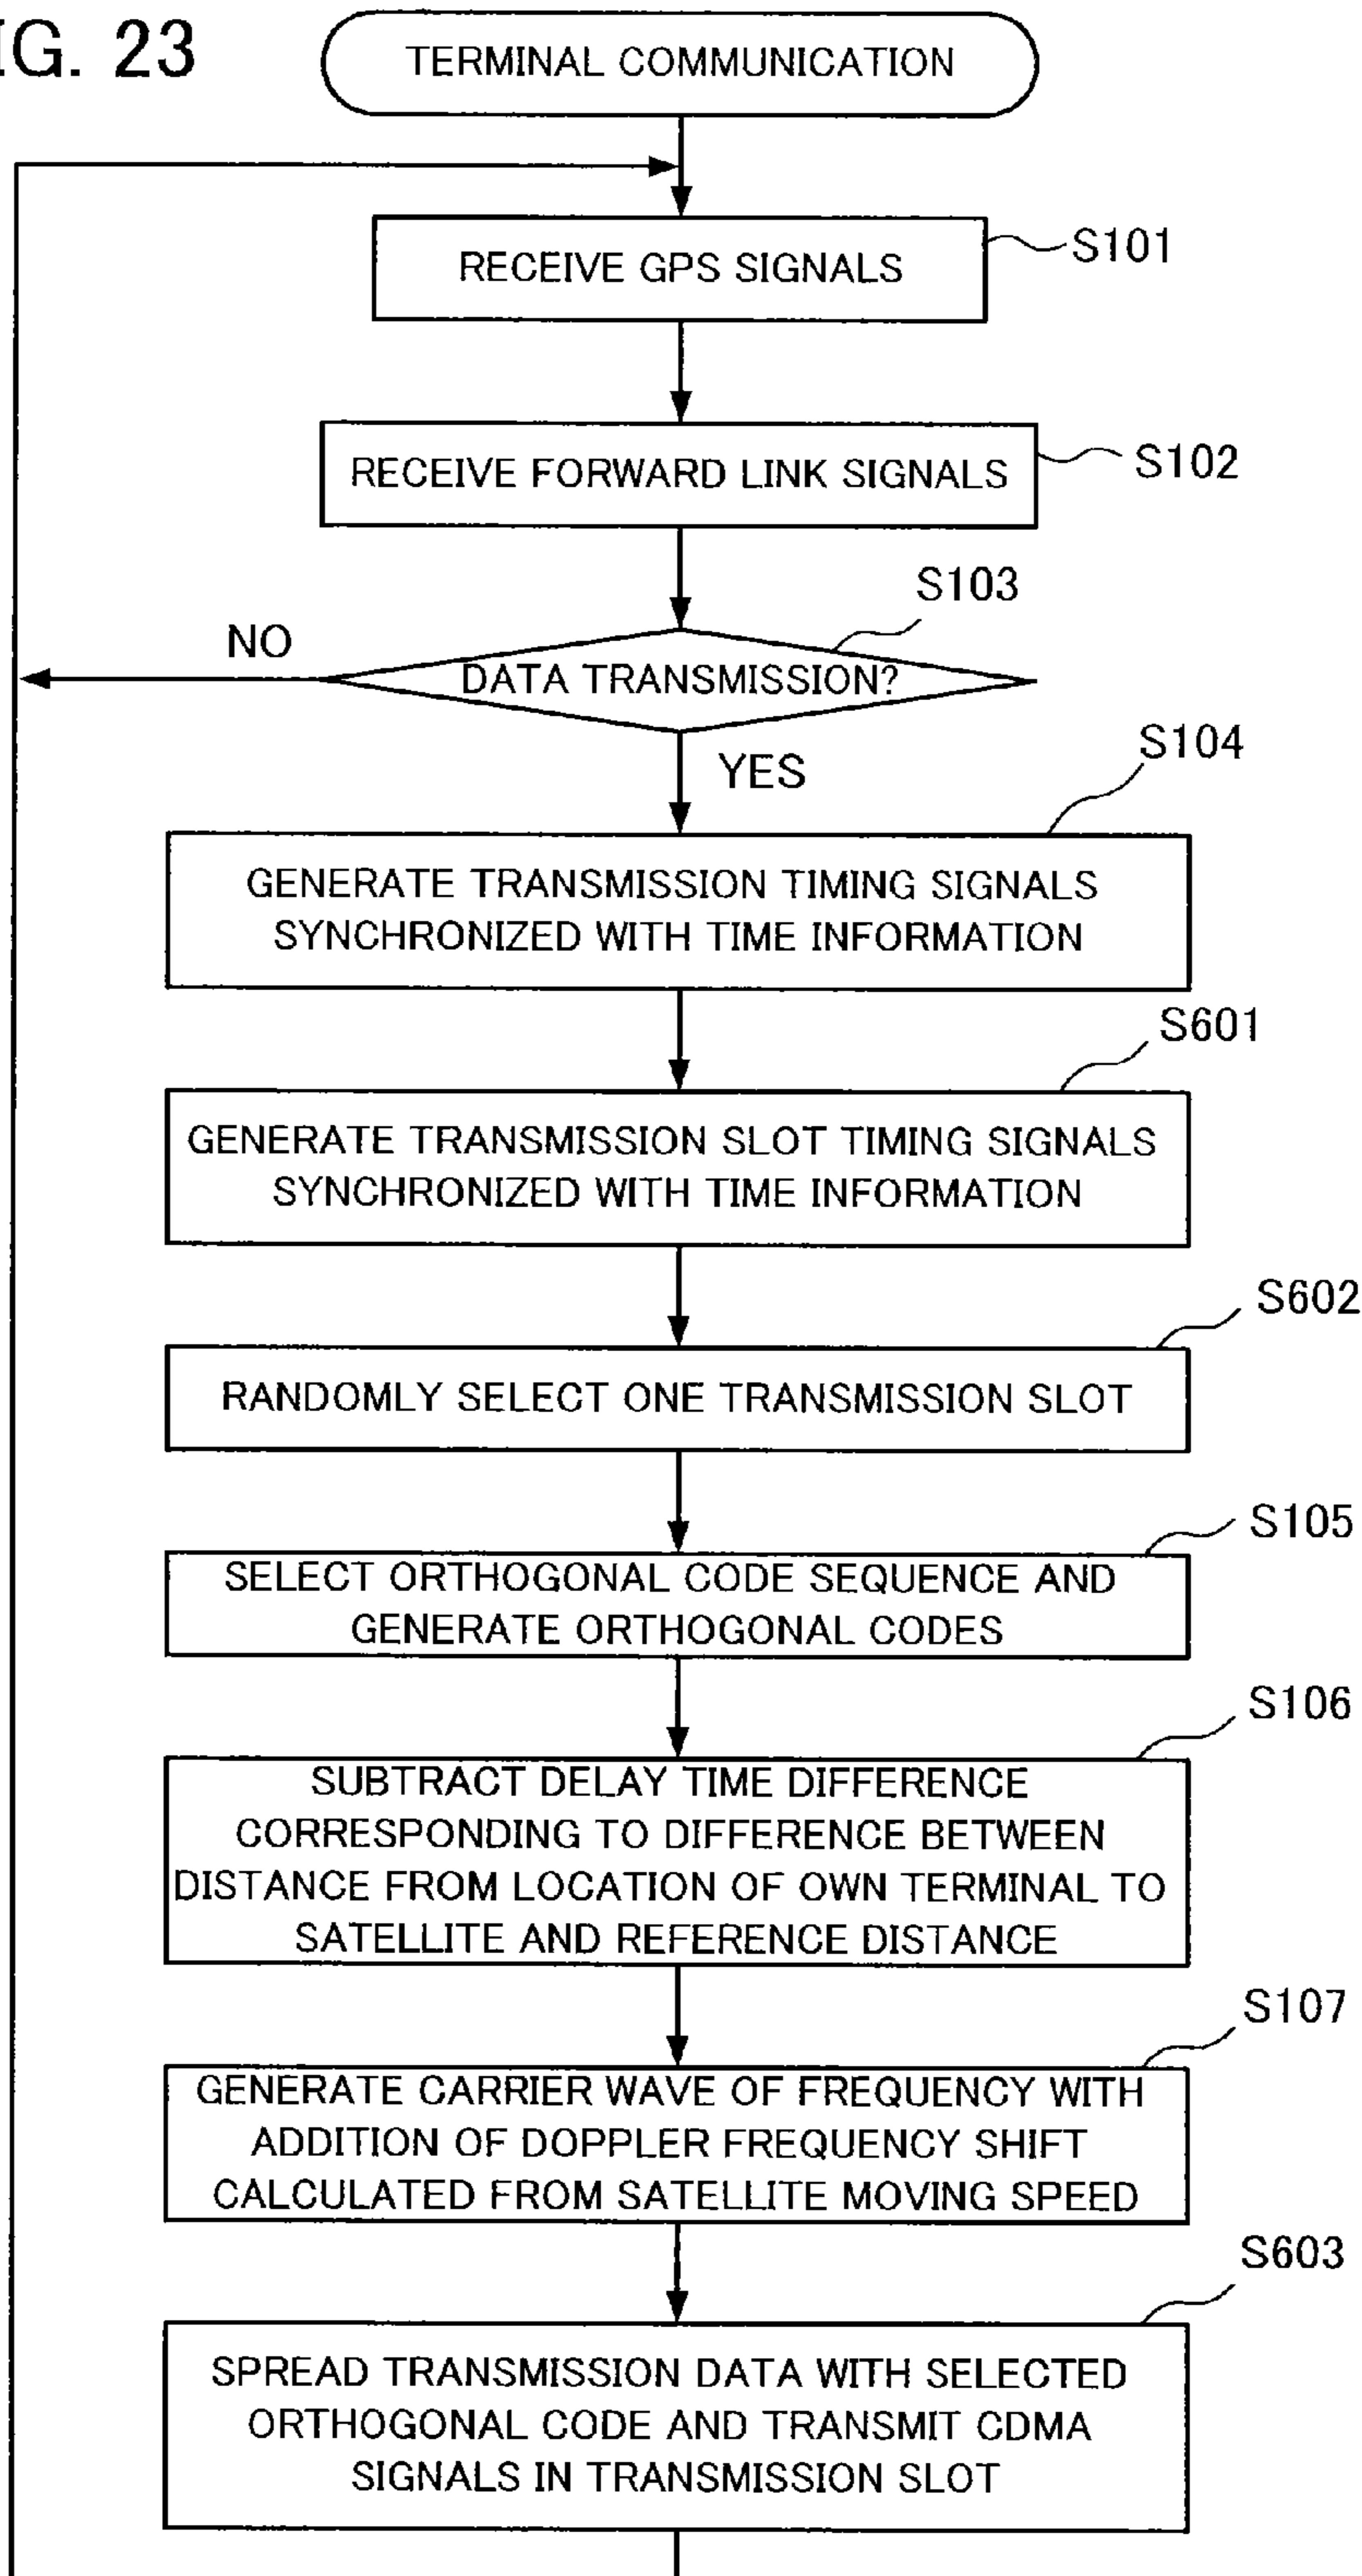 IG. 23
TERMINAL COMMUNICATION
RECEIVE GPS SIGNALS
S101
RECEIVE FORWARD LINK SIGNALS
S102
S103
NO
DATA TRANSMISSION?
YES
S104
GENERATE TRANSMISSION TIMING SIGNALS
SYNCHRONIZED WITH TIME INFORMATION
S601
GENERATE TRANSMISSION SLOT TIMING SIGNALS
SYNCHRONIZED WITH TIME INFORMATION
S602
RANDOMLY SELECT ONE TRANSMISSION SLOT
S105
SELECT ORTHOGONAL CODE SEQUENCE AND
GENERATE ORTHOGONAL CODES
S106
SUBTRACT DELAY TIME DIFFERENCE
CORRESPONDING TO DIFFERENCE BETWEEN
DISTANCE FROM LOCATION OF OWN TERMINAL TO
SATELLITE AND REFERENCE DISTANCE
S107
GENERATE CARRIER WAVE OF FREQUENCY WITH
ADDITION OF DOPPLER FREQUENCY SHIFT
CALCULATED FROM SATELLITE MOVING SPEED
S603
SPREAD TRANSMISSION DATA WITH SELECTED
ORTHOGONAL CODE AND TRANSMIT CDMA
SIGNALS IN TRANSMISSION SLOT